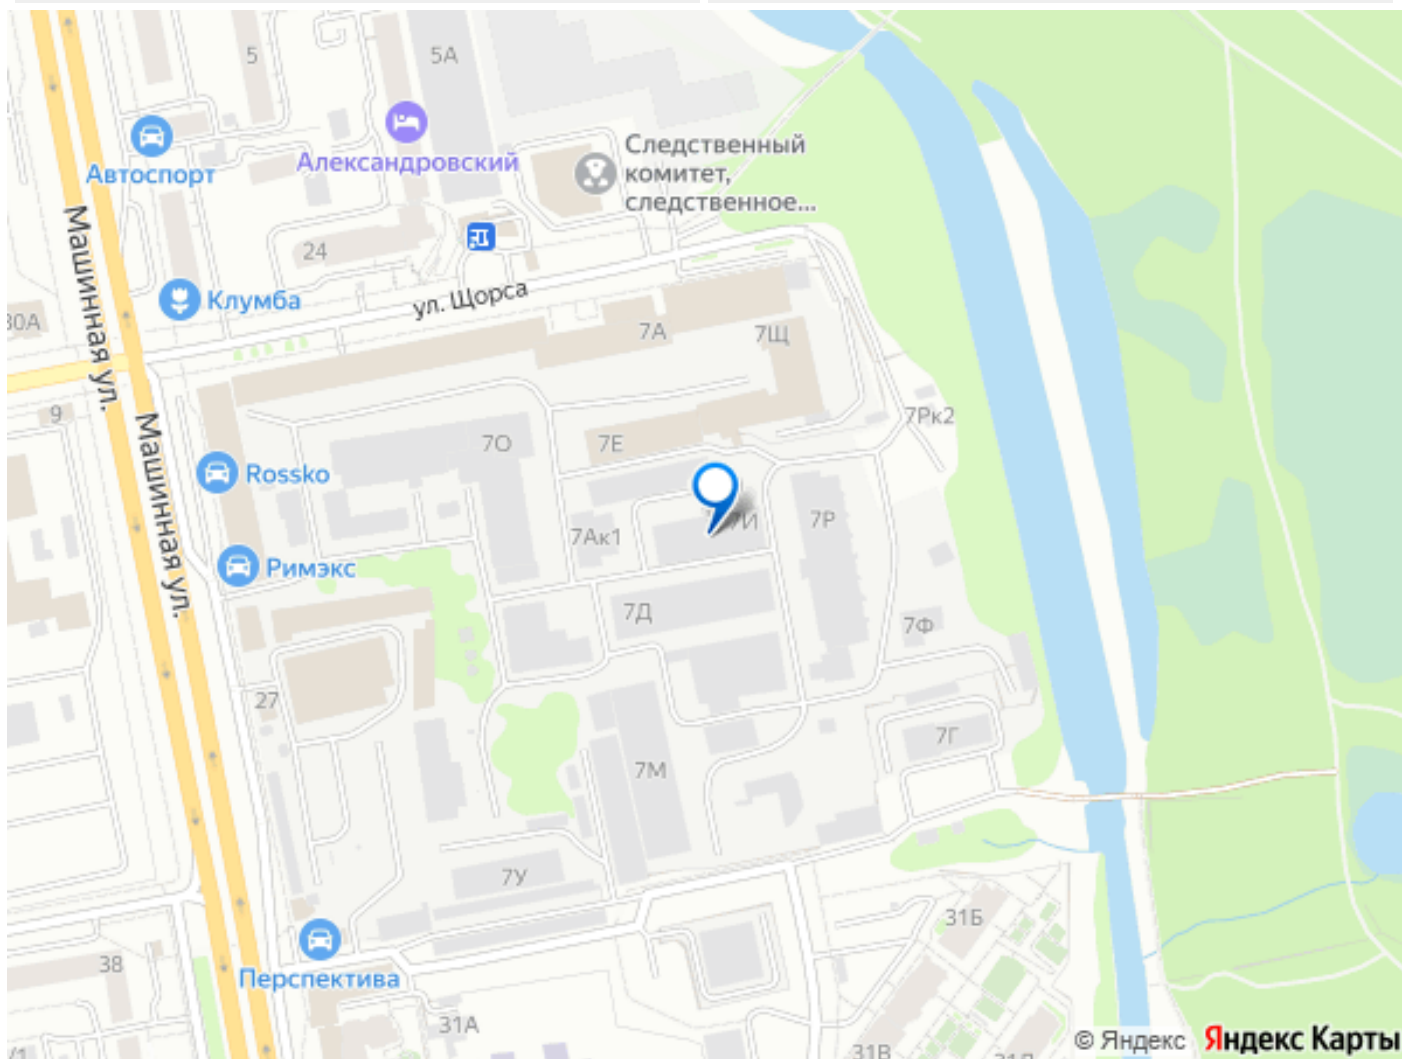 5
5А
Автоспорт
Александровский
Следственный
комитет,
следственное...
Машинная ул.
24
Клумба
ул. Щорса
30А
7А
7Щ
9
Машинная ул.
7О
7Е
7Рк2
Rossko
7Ак1
7И
7Р
Римэкс
7Д
7Ф
27
7Г
7М
7У
31Б
38
Перспектива
31А
31В
© Яндекс
Яндекс Карты